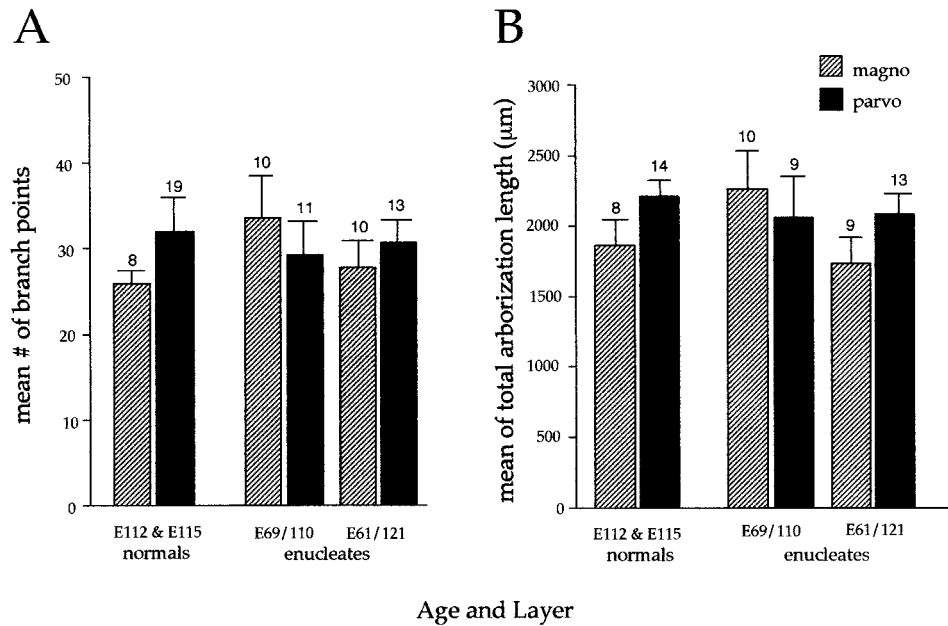 A
mean # of branch points
50
40
30
20
10
0
8
19
10
11
10
13
E112 & E115
normals
E69/110
E61/121
enucleates
B
magno
parvo
mean of total arborization length (μm)
3000
2500
2000
1500
1000
500
0
8
14
10
9
9
13
E112 & E115
normals
E69/110
E61/121
enucleates
Age and Layer